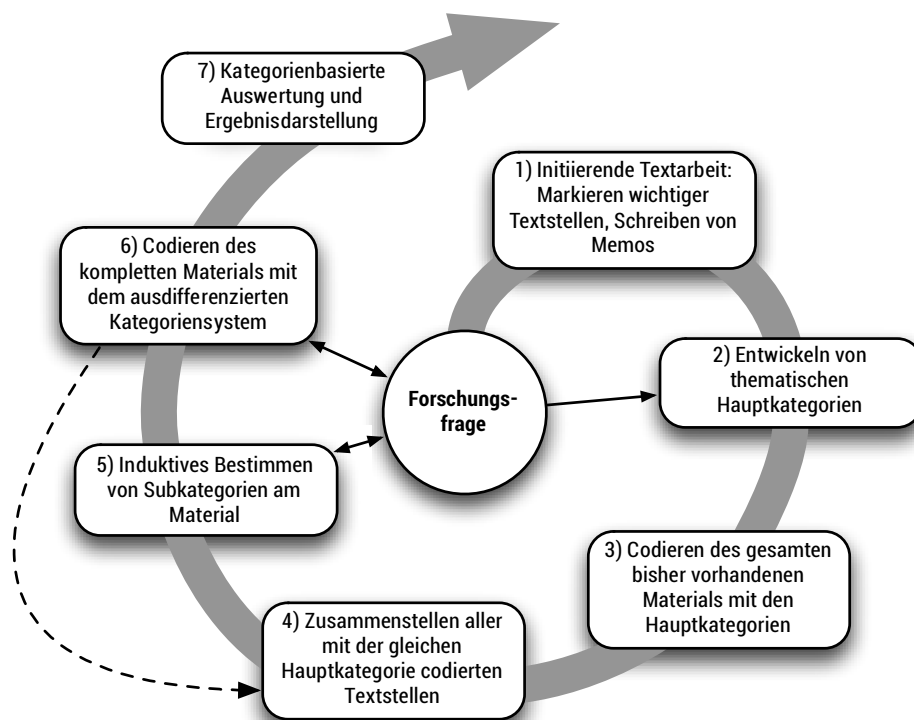 7) Kategorienbasierte
Auswertung und
Ergebnisdarstellung
1) Initiierende Textarbeit:
Markieren wichtiger
Textstellen, Schreiben von
Memos
6) Codieren des
kompletten Materials mit
dem ausdifferenzierten
Kategoriensystem
Forschungs-
frage
2) Entwickeln von
thematischen
Hauptkategorien
5) Induktives Bestimmen
von Subkategorien am
Material
3) Codieren des gesamten
bisher vorhandenen
Materials mit den
Hauptkategorien
4) Zusammenstellen aller
mit der gleichen
Hauptkategorie codierten
Textstellen